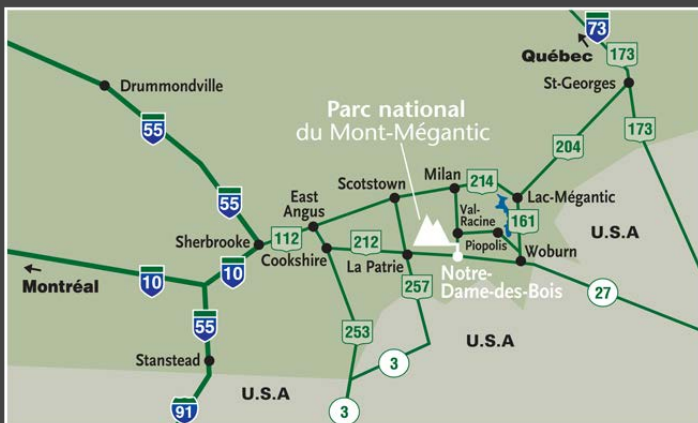 73
Québec
173
St-Georges
Drummondville
Parc national
du Mont-Mégantic
173
55
204
Milan
214
Scotstown
Lac-Mégantic
55
East
Angus
Val-
Racine
161
U.S.A
Sherbrooke
112
Piopolis
Cookshire
212
La Patrie
Woburn
10
Notre-
Dame-des-Bois
Montréal
10
257
27
55
253
Stanstead
U.S.A
3
U.S.A
91
3